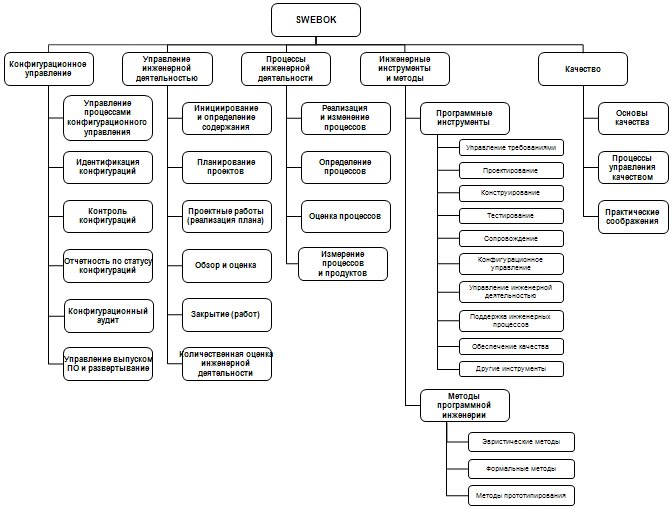 SWEBOK
Конфигурационное
управление
Управление
инженерной
деятельностью
Процессы
инженерной
деятельности
Инженерные
инструменты
и методы
Качество
Управление
процессами
конфигурационного
управления
Идентификация
конфигураций
Контроль
конфигураций
Отчетность по статусу
конфигураций
Конфигурационный
аудит
Управление выпуском
ПО и развертывание
Инициирование
и определение
содержания
Планирование
проектов
Проектные работы
(реализация плана)
Обзор и оценка
Закрытие (работ)
Количественная оценка
инженерной
деятельности
Реализация
и изменение
процессов
Определение
процессов
Оценка процессов
Измерение
процессов
и продуктов
Программные
инструменты
Управление требованиями
Проектирование
Конструирование
Тестирование
Сопровождение
Конфигурационное
управление
Управление инженерной
деятельностью
Поддержка инженерных
процессов
Обеспечение качества
Другие инструменты
Методы
программной
инженерии
Эвристические методы
Формальные методы
Методы прототипирования
Основы
качества
Процессы
управления
качеством
Практические
соображения